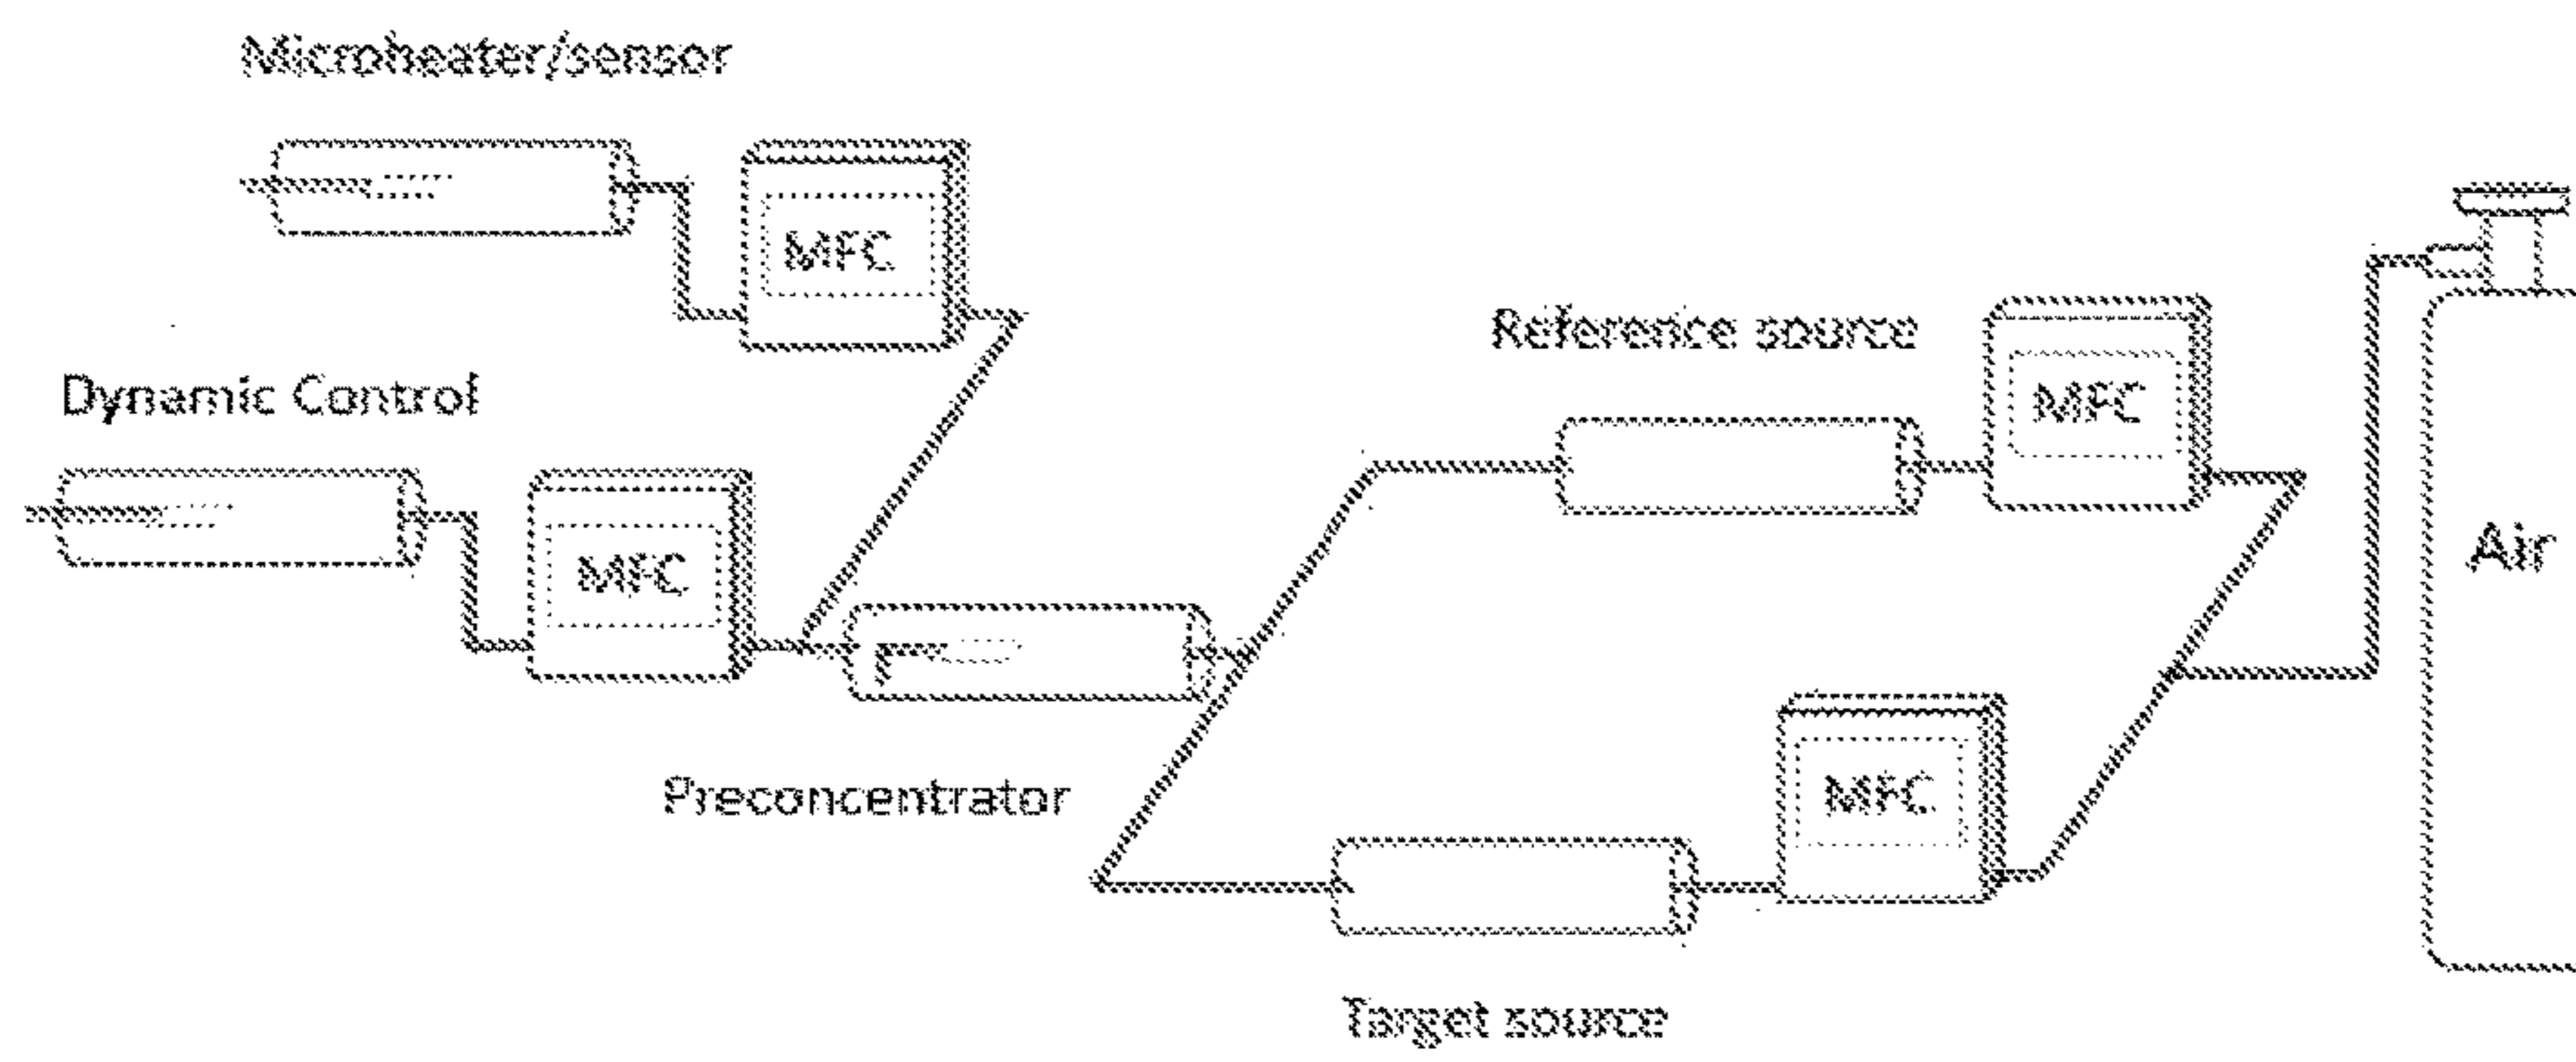 Microheater/sensor
MFC
Reference source
MFC
Dynamic Control
Air
MFC
Preconcentrator
MFC
Target source